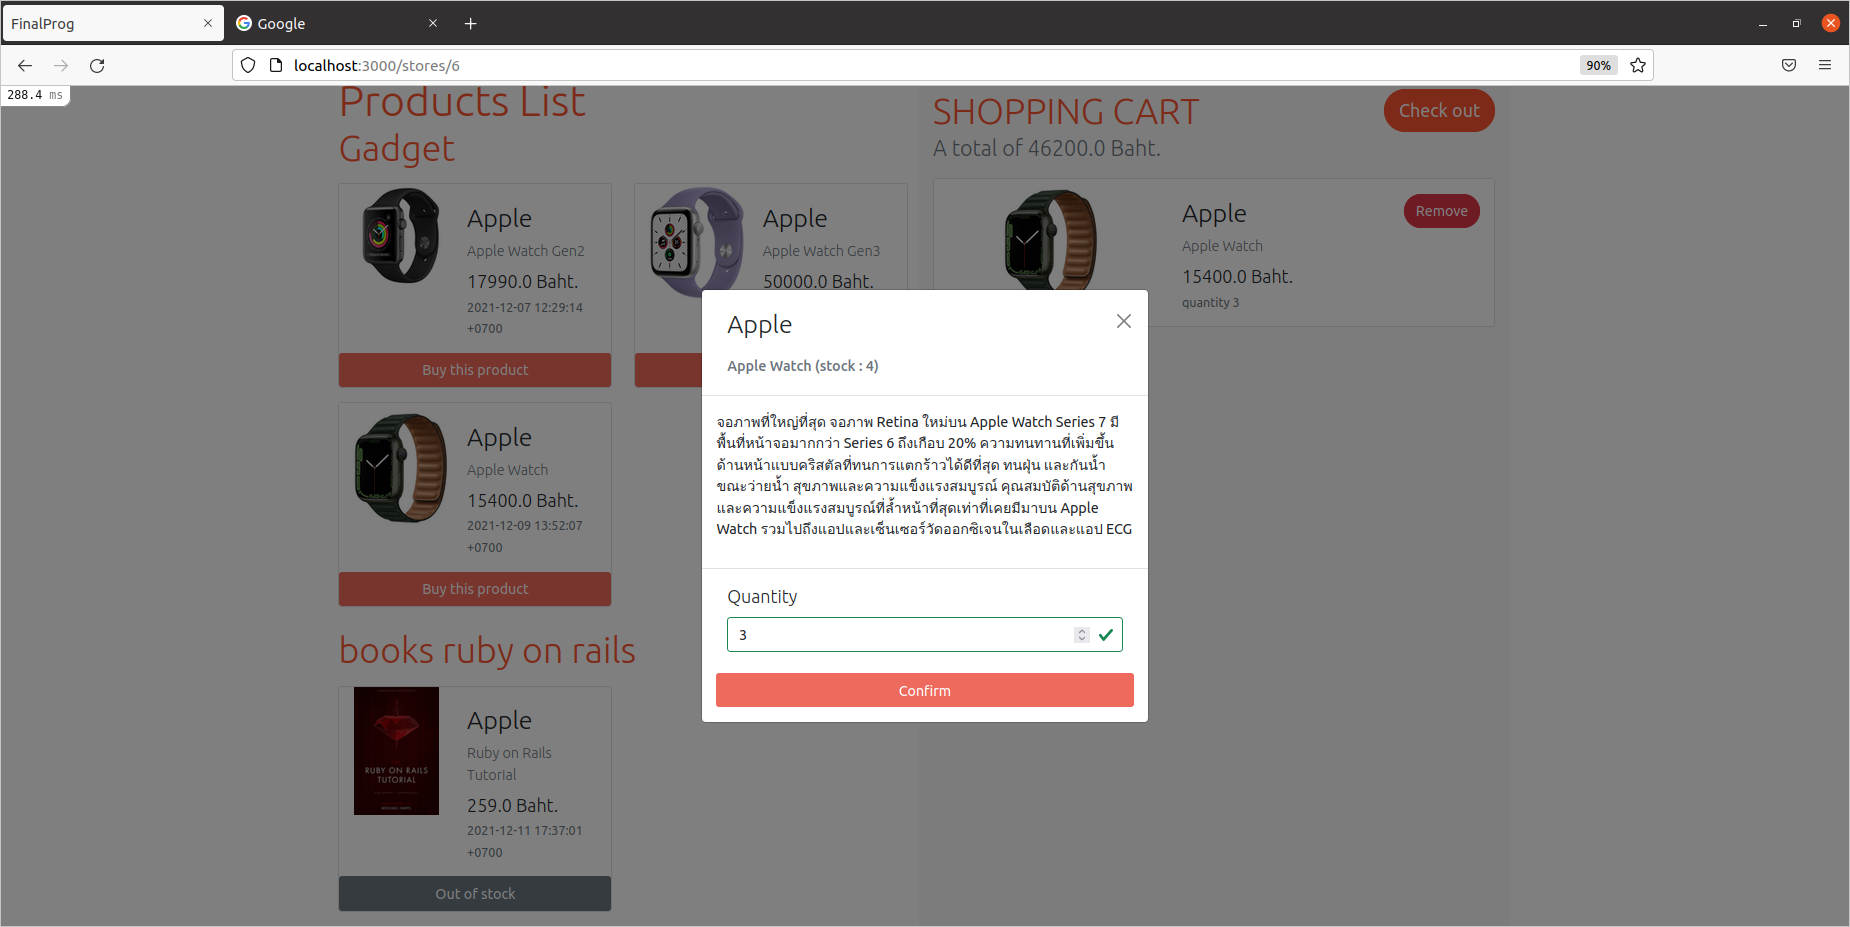 FinalProg
Google
localhost:3000/stores/6
90%
288.4 ms
Products List
Gadget
Apple
Apple Watch Gen2
17990.0 Baht.
2021-12-07 12:29:14
+0700
Buy this product
Apple
Apple Watch Gen3
50000.0 Baht.
Apple
Apple Watch
15400.0 Baht.
2021-12-09 13:52:07
+0700
Buy this product
books ruby on rails
RUBY ON RAILS
TUTORIAL
Apple
Ruby on Rails
Tutorial
259.0 Baht.
2021-12-11 17:37:01
+0700
Out of stock
SHOPPING CART
Check out
A total of 46200.0 Baht.
Apple
Remove
Apple Watch
15400.0 Baht.
quantity 3
Apple
Apple Watch (stock : 4)
จอภาพที่ใหญ่ที่สุด จอภาพ Retina ใหม่บน Apple Watch Series 7 มี
พื้นที่หน้าจอมากกว่า Series 6 ถึงเกือบ 20% ความทนทานที่เพิ่มขึ้น
ด้านหน้าแบบคริสตัลที่ทนการแตกร้าวได้ดีที่สุด ทนฝุ่น และกันน้ำ
ขณะว่ายน้ำ สุขภาพและความแข็งแรงสมบูรณ์ คุณสมบัติด้านสุขภาพ
และความแข็งแรงสมบูรณ์ที่ล้ำหน้าที่สุดเท่าที่เคยมีมาบน Apple
Watch รวมไปถึงแอปและเซ็นเซอร์วัดออกซิเจนในเลือดและแอป ECG
Quantity
3
Confirm